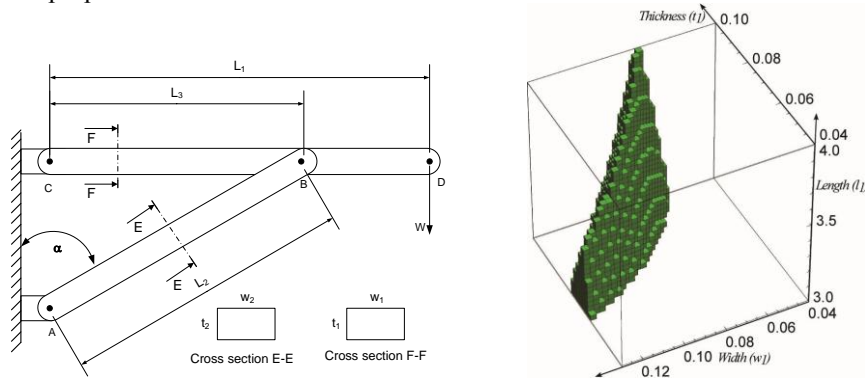 L1
L3
F
F
C
B
D
W
E
α
E
L2
A
w2
w1
t2
t1
Cross section E-E
Cross section F-F
Thickness (t1)
0.10
0.08
0.06
0.04
4.0
Length (l1
3.5
3.0
0.04
0.06
0.08
0.10
0.12
Width (w1)